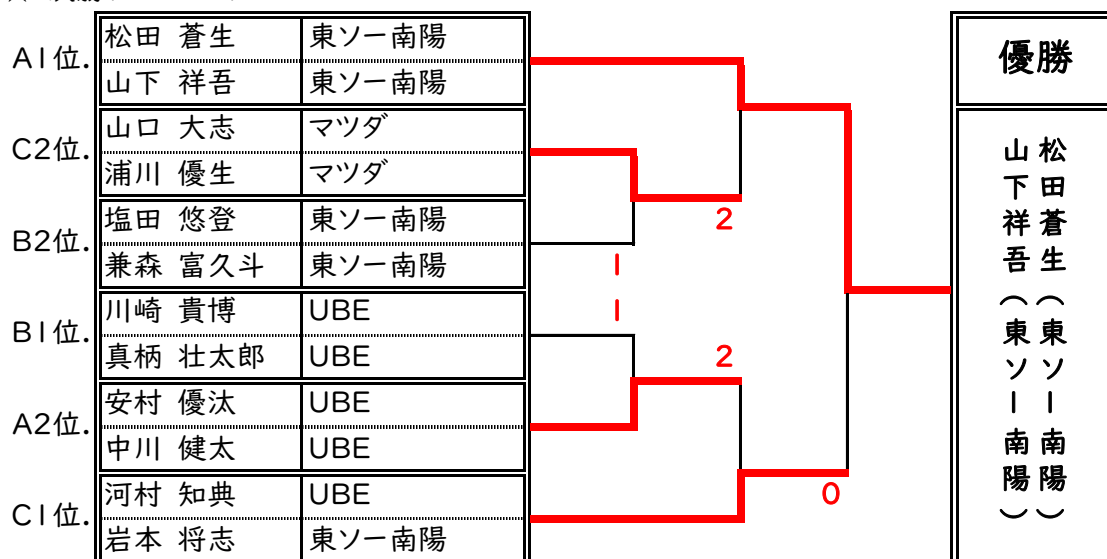 A1位. 松田 蒼生 東ソー南陽
山下 祥吾 東ソー南陽
C2位. 山口 大志 マツダ
浦川 優生 マツダ
B2位. 塩田 悠登 東ソー南陽
兼森 富久斗 東ソー南陽
B1位. 川崎 貴博 UBE
真柄 壮太郎 UBE
A2位. 安村 優汰 UBE
中川 健太 UBE
C1位. 河村 知典 UBE
岩本 将志 東ソー南陽
2
1
1
2
0
優勝
松田蒼生(東ソー南陽)
山下祥吾(東ソー南陽)